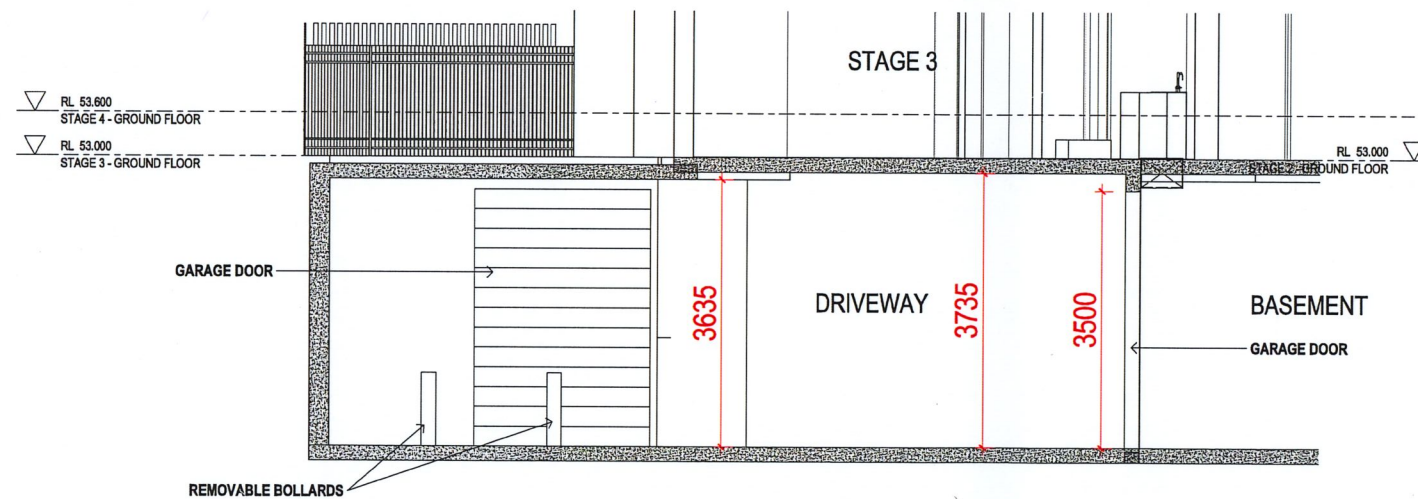 STAGE 3
RL 53.600
STAGE 4 - GROUND FLOOR
RL 53.000
STAGE 3 - GROUND FLOOR
RL 53.000
STAGE 2 - GROUND FLOOR
GARAGE DOOR
3635
DRIVEWAY
3735
3500
BASEMENT
GARAGE DOOR
REMOVABLE BOLLARDS